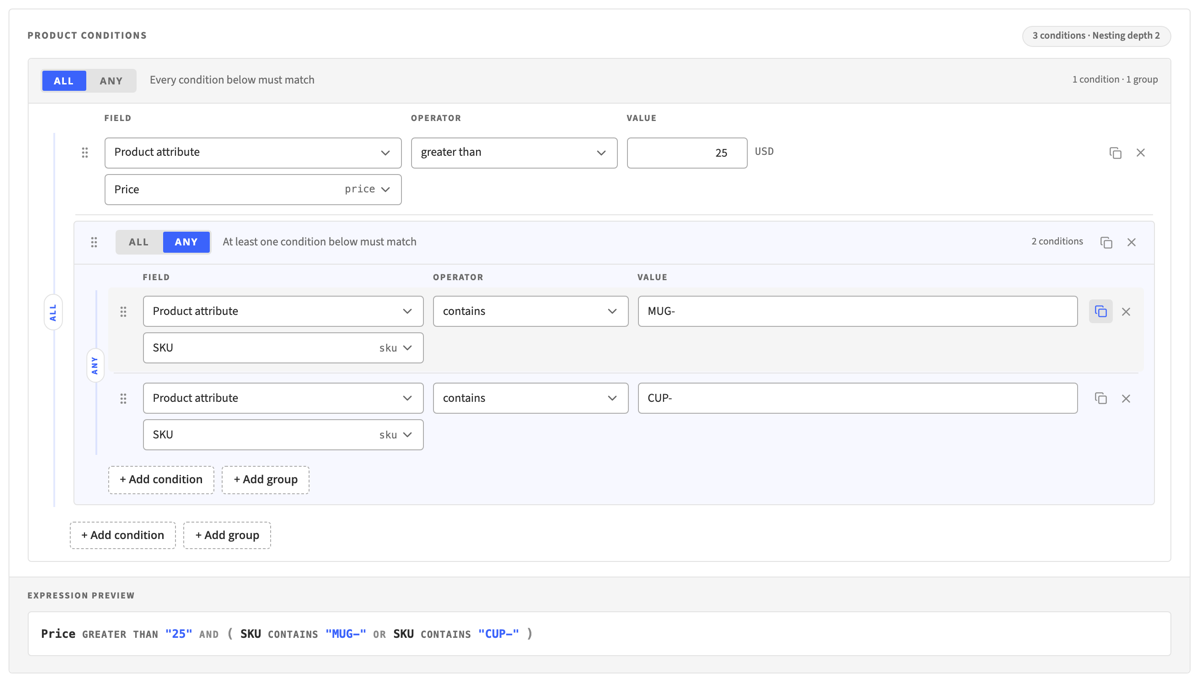 PRODUCT CONDITIONS
3 conditions · Nesting depth 2
ALL ANY Every condition below must match 1 condition · 1 group
FIELD OPERATOR VALUE
Product attribute greater than 25 USD
Price price
ALL ANY At least one condition below must match 2 conditions
FIELD OPERATOR VALUE
Product attribute contains MUG-
ALL
SKU sku
ANY
Product attribute contains CUP-
SKU sku
+ Add condition + Add group
+ Add condition + Add group
EXPRESSION PREVIEW
Price GREATER THAN "25" AND ( SKU CONTAINS "MUG-" OR SKU CONTAINS "CUP-" )